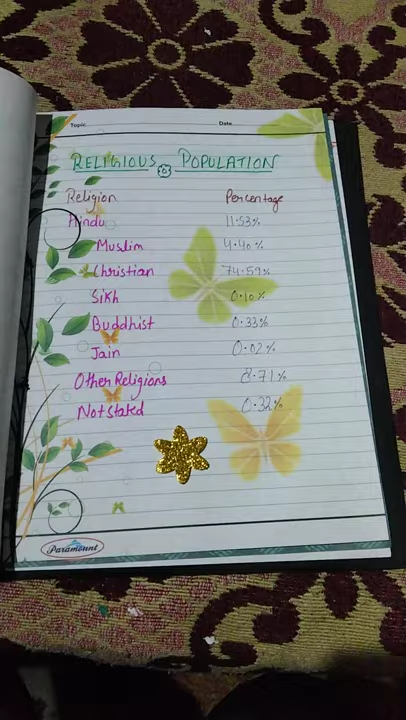 Topic Date
RELIGIOUS POPULATION
Religion Percentage
Hindu 11.53%
Muslim 4.40%
Christian 74.59%
Sikh 0.10%
Buddhist 0.33%
Jain 0.02%
Other Religions 8.71%
Not Stated 0.32%
Paramount